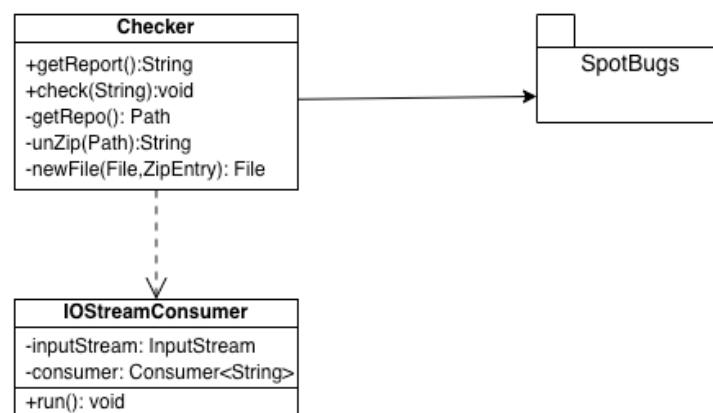 Checker
+getReport():String
+check(String):void
-getRepo(): Path
-unZip(Path):String
-newFile(File,ZipEntry): File
SpotBugs
IOStreamConsumer
-inputStream: InputStream
-consumer: Consumer<String>
+run(): void